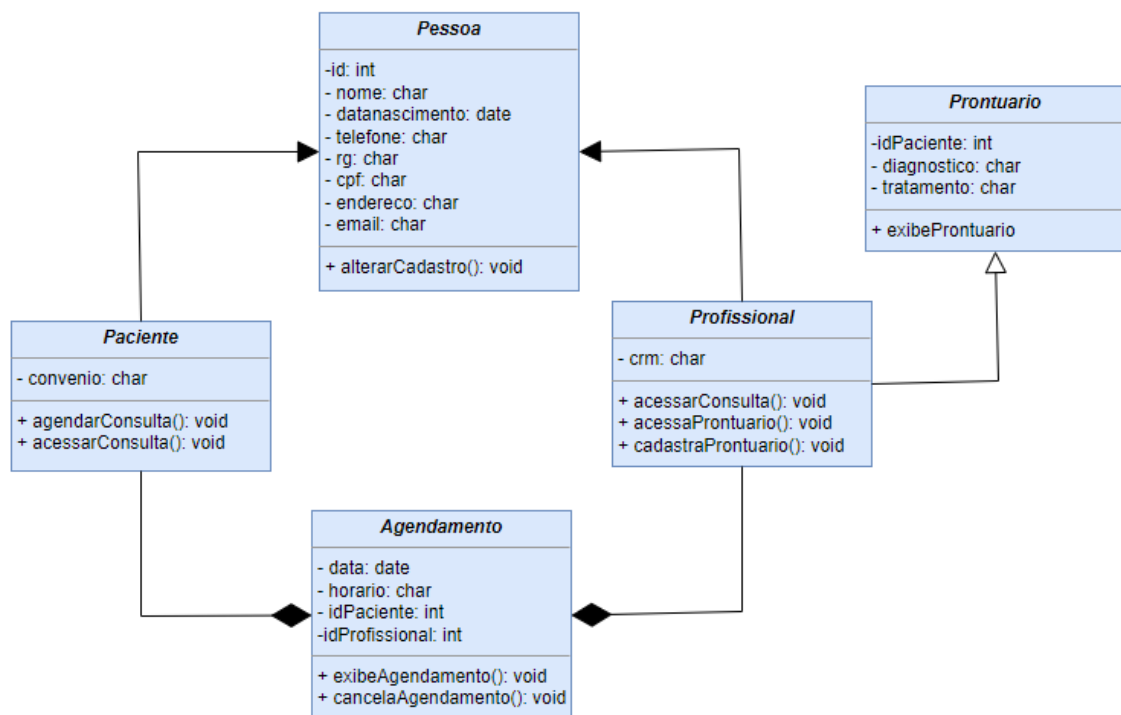 Pessoa
-id: int
- nome: char
- datanascimento: date
- telefone: char
- rg: char
- cpf: char
- endereco: char
- email: char
+ alterarCadastro(): void
Prontuario
-idPaciente: int
- diagnostico: char
- tratamento: char
+ exibeProntuario
Paciente
- convenio: char
+ agendarConsulta(): void
+ acessarConsulta(): void
Profissional
- crm: char
+ acessarConsulta(): void
+ acessaProntuario(): void
+ cadastraProntuario(): void
Agendamento
- data: date
- horario: char
- idPaciente: int
-idProfissional: int
+ exibeAgendamento(): void
+ cancelaAgendamento(): void